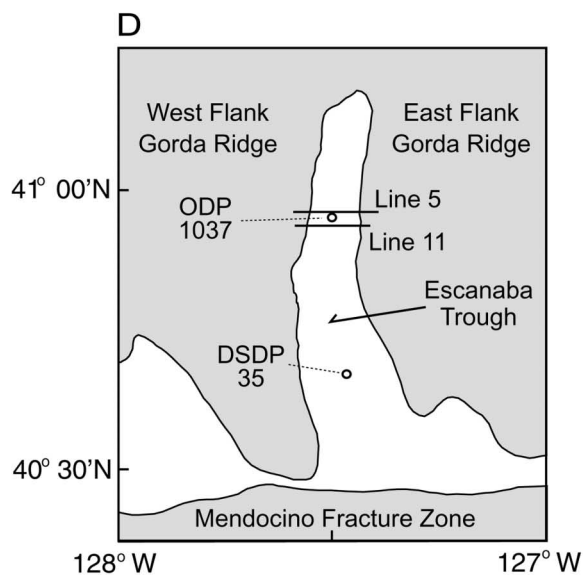 D
West Flank
Gorda Ridge
East Flank
Gorda Ridge
41° 00'N
ODP
1037
Line 5
Line 11
Escanaba
Trough
DSDP
35
40° 30'N
Mendocino Fracture Zone
128° W
127° W